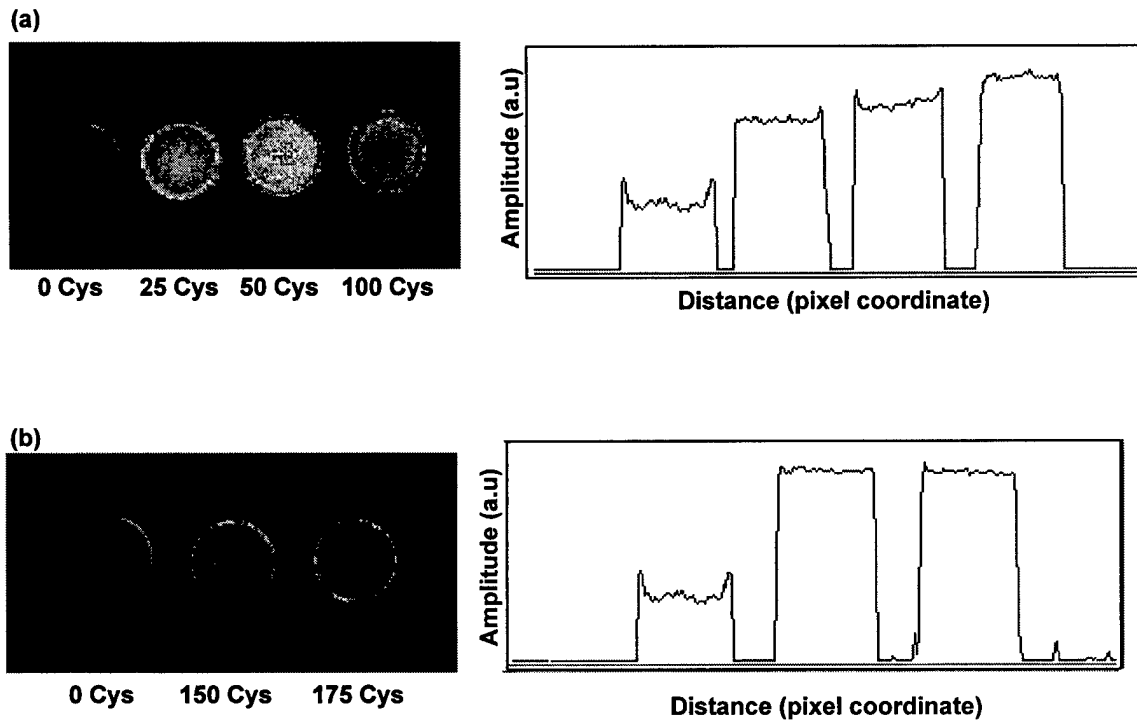 (a)
0 Cys 25 Cys 50 Cys 100 Cys
Amplitude (a.u)
Distance (pixel coordinate)
(b)
0 Cys 150 Cys 175 Cys
Amplitude (a.u)
Distance (pixel coordinate)